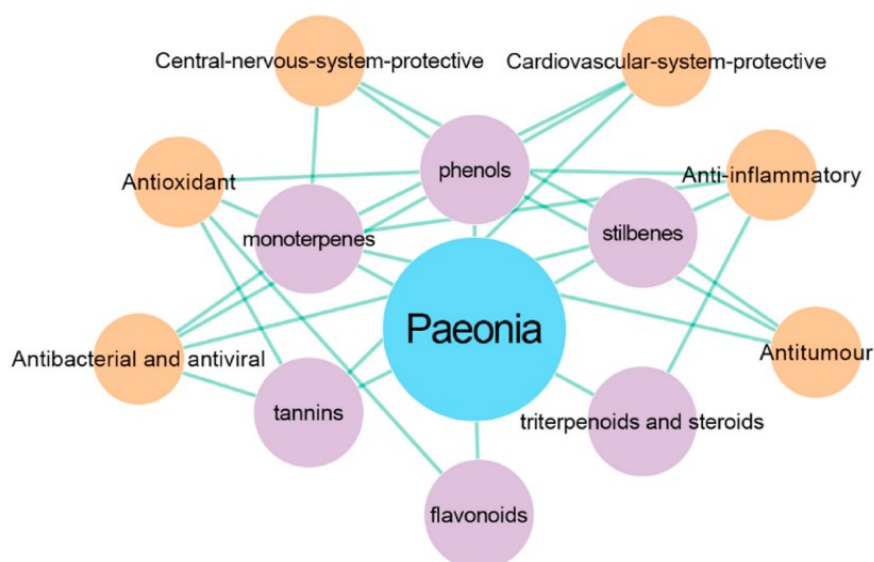 Central-nervous-system-protective
Cardiovascular-system-protective
phenols
Antioxidant
Anti-inflammatory
monoterpenes
stilbenes
Paeonia
Antibacterial and antiviral
Antitumour
tannins
triterpenoids and steroids
flavonoids